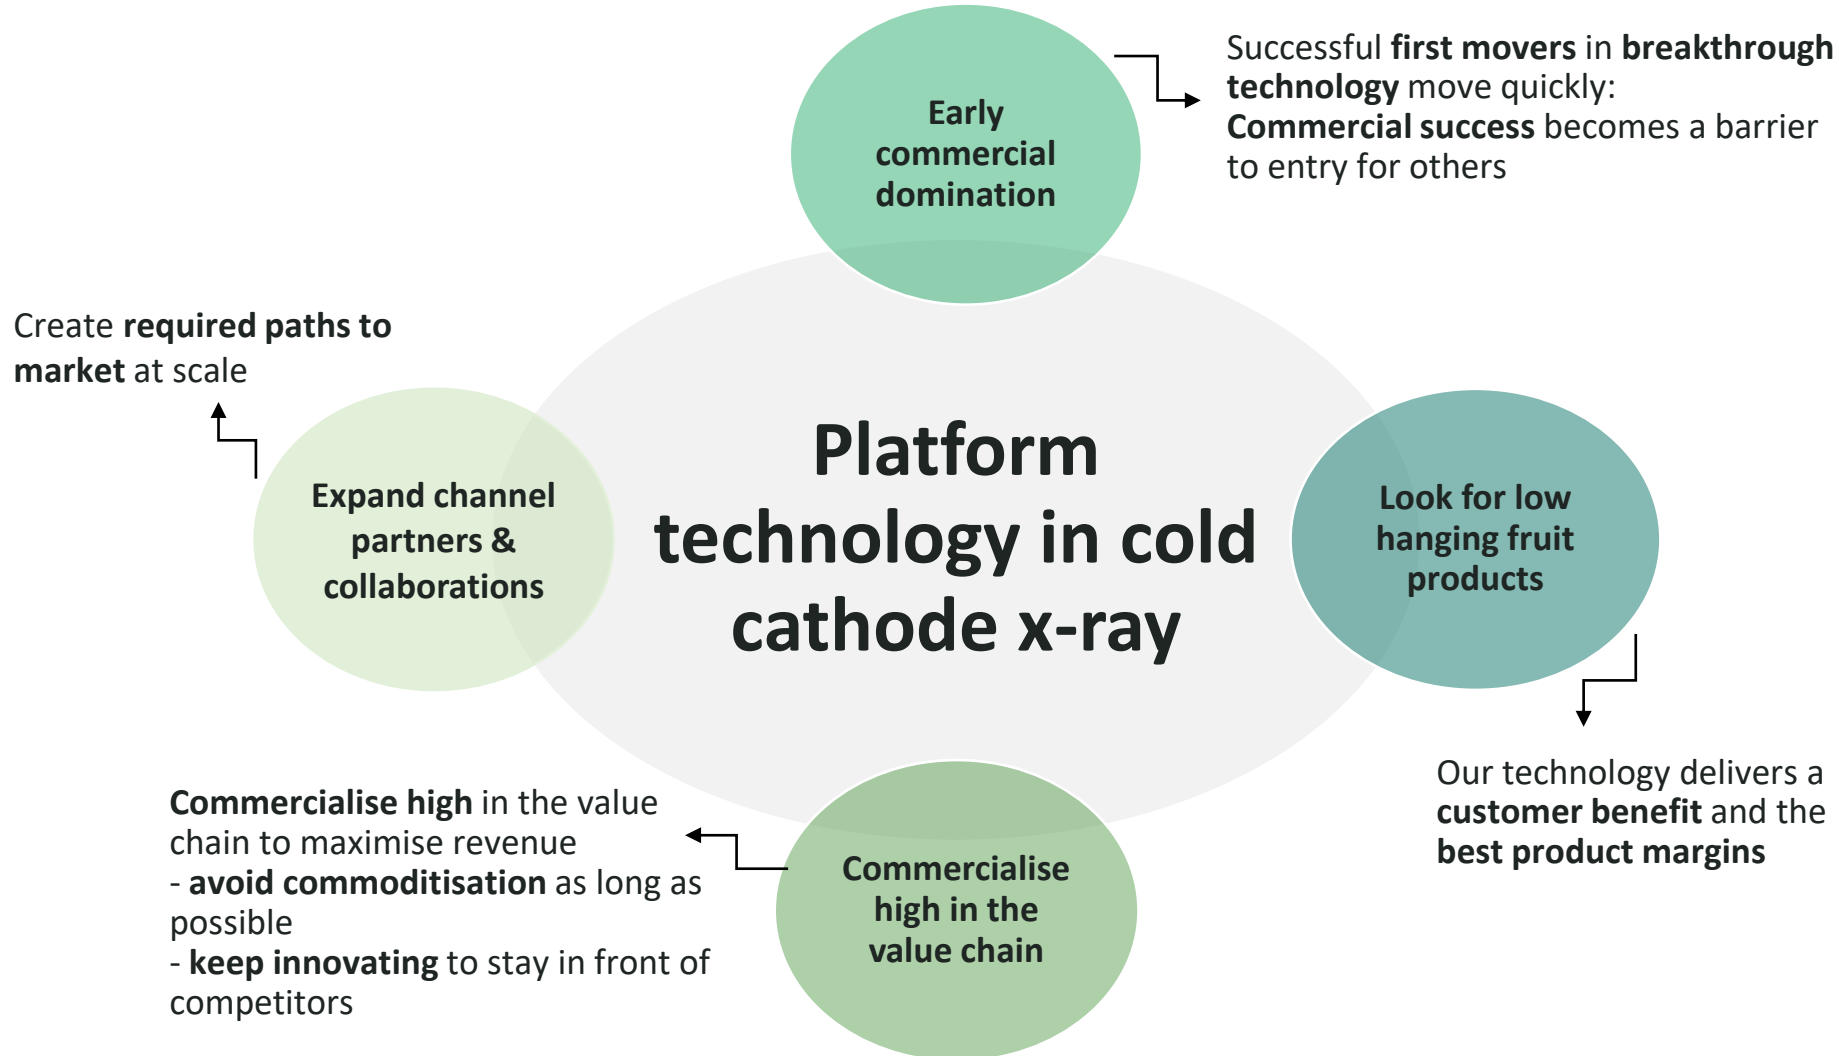 Early
commercial
domination
Successful first movers in breakthrough
technology move quickly:
Commercial success becomes a barrier
to entry for others
Create required paths to
market at scale
Expand channel
partners &
collaborations
Platform
technology in cold
cathode x-ray
Look for low
hanging fruit
products
Our technology delivers a
customer benefit and the
best product margins
Commercialise high in the value
chain to maximise revenue
- avoid commoditisation as long as
possible
- keep innovating to stay in front of
competitors
Commercialise
high in the
value chain